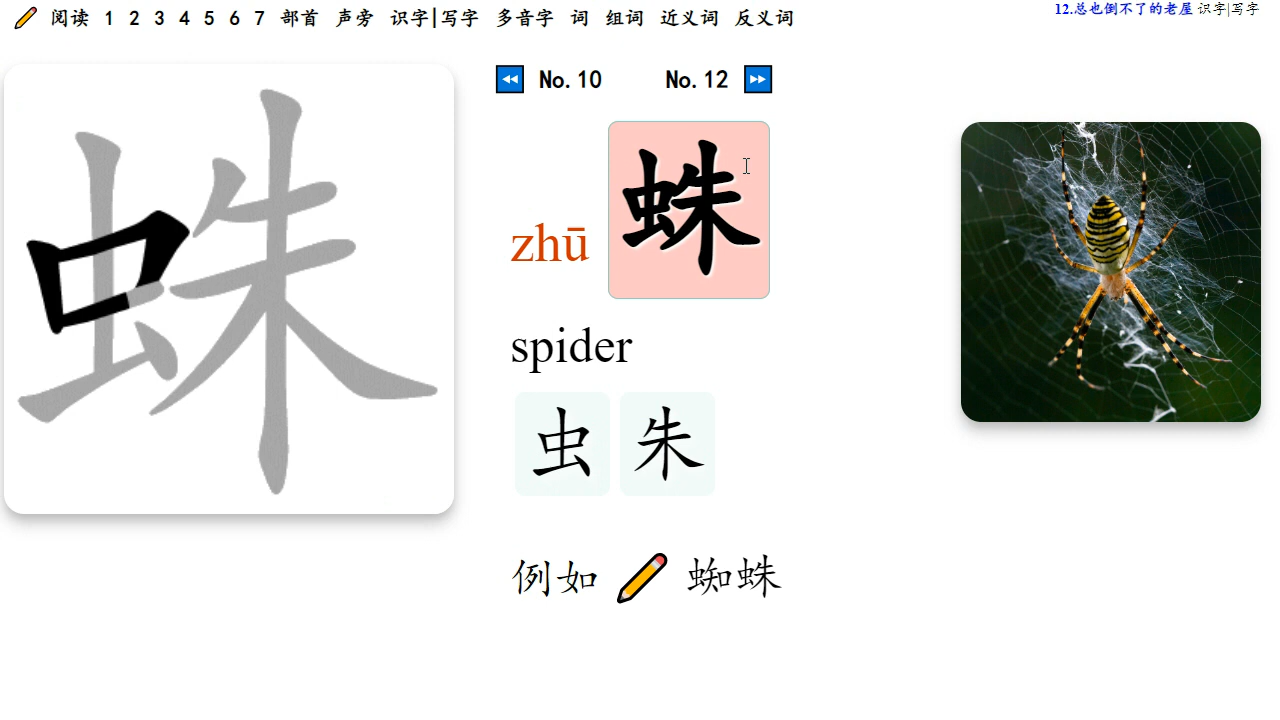 阅读 1 2 3 4 5 6 7 部首 声旁 识字|写字 多音字 词 组词 近义词 反义词
12.总也倒不了的老屋 识字|写字
No.10 No.12
蛛
zhū 蛛
spider
虫 朱
例如 蜘蛛